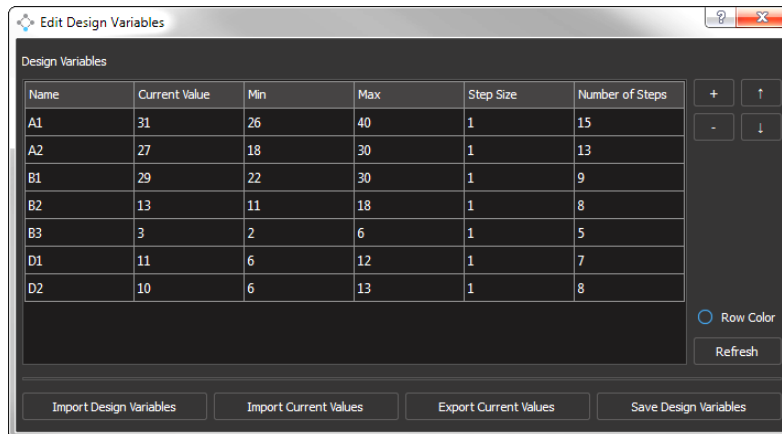 Edit Design Variables
? X
Design Variables
Name Current Value Min Max Step Size Number of Steps
A1 31 26 40 1 15
A2 27 18 30 1 13
B1 29 22 30 1 9
B2 13 11 18 1 8
B3 3 2 6 1 5
D1 11 6 12 1 7
D2 10 6 13 1 8
+ ↑
- ↓
Row Color
Refresh
Import Design Variables Import Current Values Export Current Values Save Design Variables